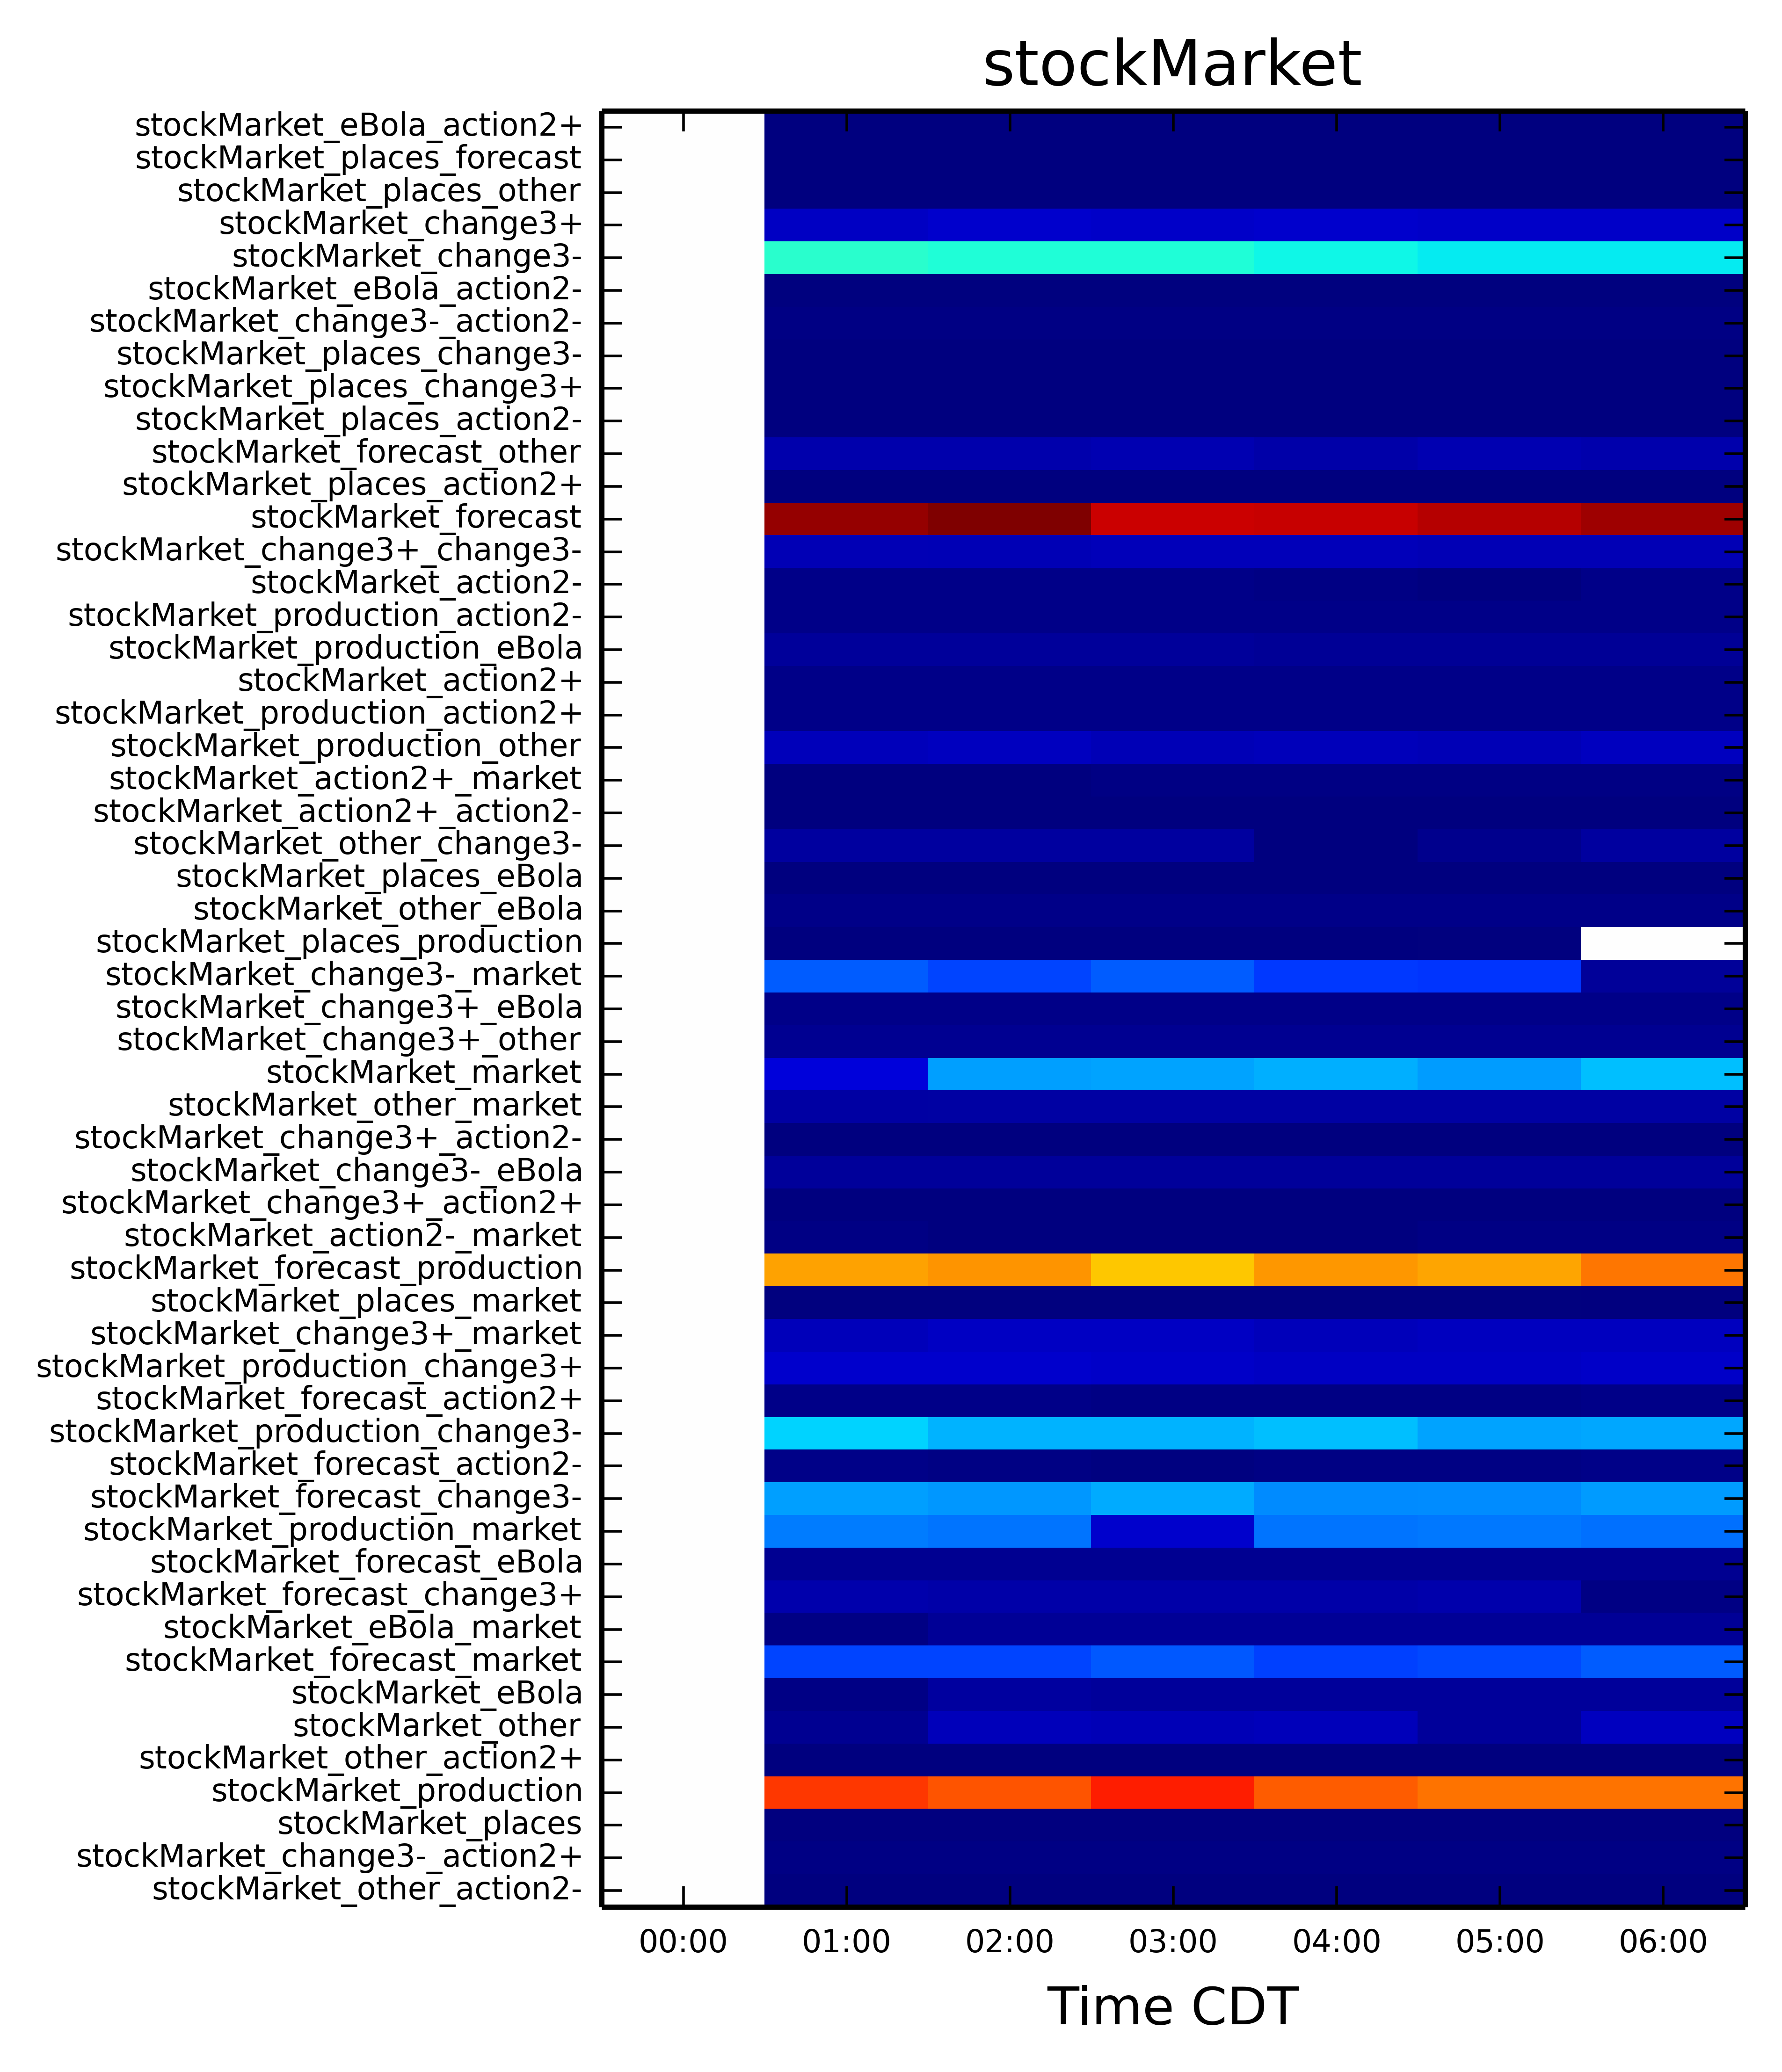 stockMarket
stockMarket_eBola_action2+
stockMarket_places_forecast
stockMarket_places_other
stockMarket_change3+
stockMarket_change3-
stockMarket_eBola_action2-
stockMarket_change3-_action2-
stockMarket_places_change3-
stockMarket_places_change3+
stockMarket_places_action2-
stockMarket_forecast_other
stockMarket_places_action2+
stockMarket_forecast
stockMarket_change3+_change3-
stockMarket_action2-
stockMarket_production_action2-
stockMarket_production_eBola
stockMarket_action2+
stockMarket_production_action2+
stockMarket_production_other
stockMarket_action2+_market
stockMarket_action2+_action2-
stockMarket_other_change3-
stockMarket_places_eBola
stockMarket_other_eBola
stockMarket_places_production
stockMarket_change3-_market
stockMarket_change3+_eBola
stockMarket_change3+_other
stockMarket_market
stockMarket_other_market
stockMarket_change3+_action2-
stockMarket_change3-_eBola
stockMarket_change3+_action2+
stockMarket_action2-_market
stockMarket_forecast_production
stockMarket_places_market
stockMarket_change3+_market
stockMarket_production_change3+
stockMarket_forecast_action2+
stockMarket_production_change3-
stockMarket_forecast_action2-
stockMarket_forecast_change3-
stockMarket_production_market
stockMarket_forecast_eBola
stockMarket_forecast_change3+
stockMarket_eBola_market
stockMarket_forecast_market
stockMarket_eBola
stockMarket_other
stockMarket_other_action2+
stockMarket_production
stockMarket_places
stockMarket_change3-_action2+
stockMarket_other_action2-
00:00 01:00 02:00 03:00 04:00 05:00 06:00
Time CDT